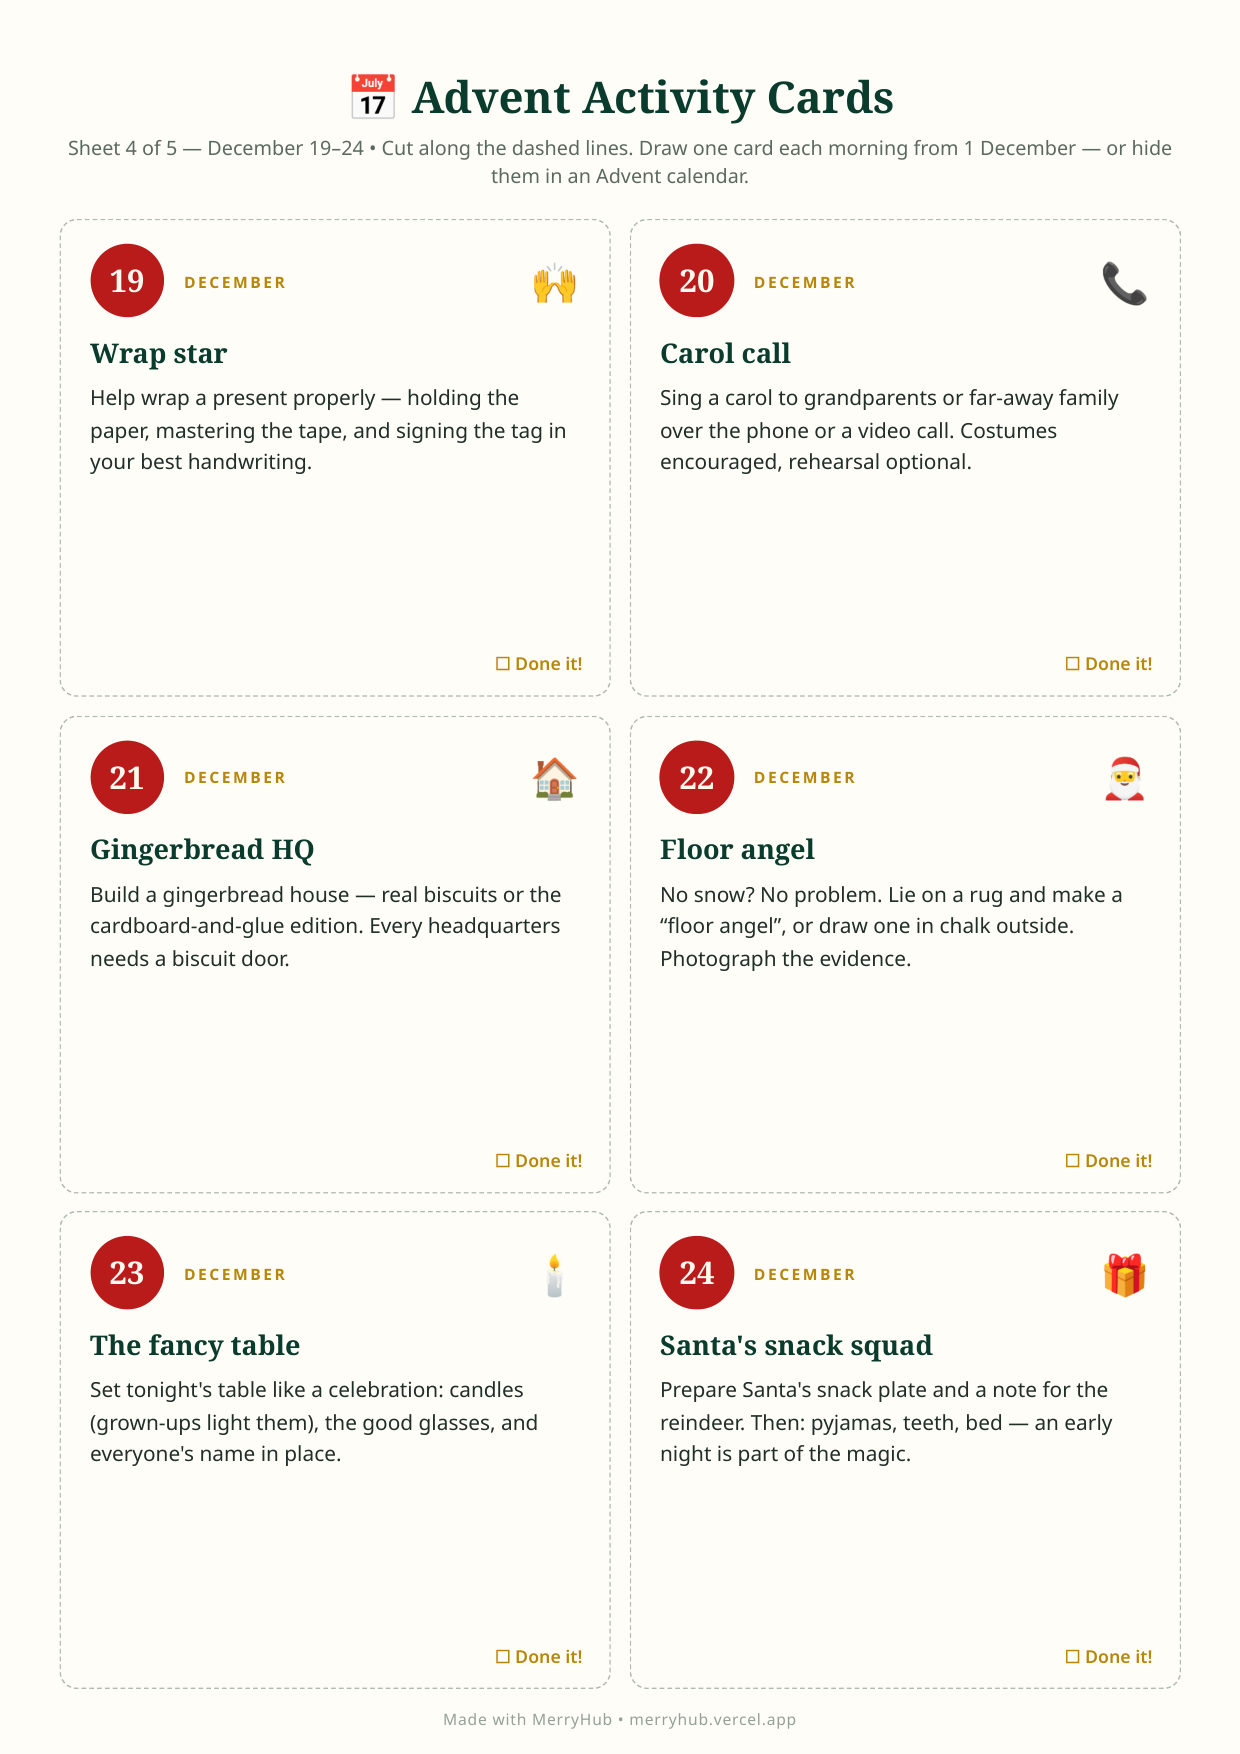 July
17
Advent Activity Cards
Sheet 4 of 5 — December 19–24 • Cut along the dashed lines. Draw one card each morning from 1 December — or hide
them in an Advent calendar.
19
DECEMBER
Wrap star
Help wrap a present properly — holding the
paper, mastering the tape, and signing the tag in
your best handwriting.
☐ Done it!
20
DECEMBER
Carol call
Sing a carol to grandparents or far-away family
over the phone or a video call. Costumes
encouraged, rehearsal optional.
☐ Done it!
21
DECEMBER
Gingerbread HQ
Build a gingerbread house — real biscuits or the
cardboard-and-glue edition. Every headquarters
needs a biscuit door.
☐ Done it!
22
DECEMBER
Floor angel
No snow? No problem. Lie on a rug and make a
“floor angel”, or draw one in chalk outside.
Photograph the evidence.
☐ Done it!
23
DECEMBER
The fancy table
Set tonight's table like a celebration: candles
(grown-ups light them), the good glasses, and
everyone's name in place.
☐ Done it!
24
DECEMBER
Santa's snack squad
Prepare Santa's snack plate and a note for the
reindeer. Then: pyjamas, teeth, bed — an early
night is part of the magic.
☐ Done it!
Made with MerryHub • merryhub.vercel.app